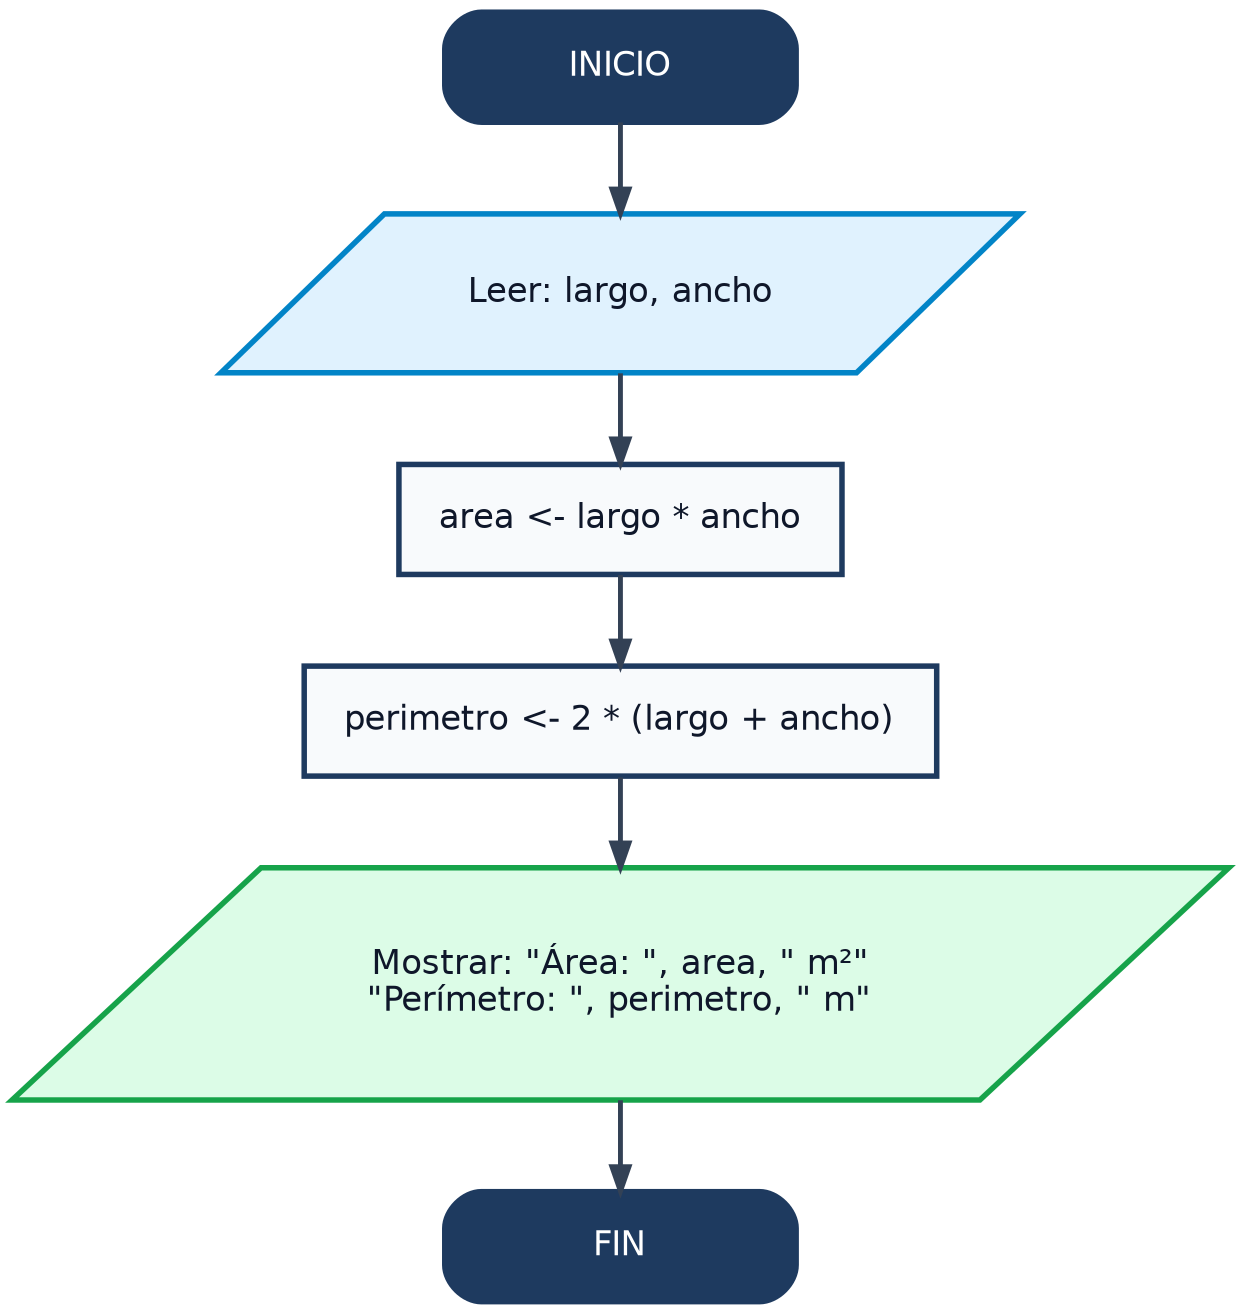 INICIO
Leer: largo, ancho
area <- largo * ancho
perimetro <- 2 * (largo + ancho)
Mostrar: "Área: ", area, " m²"
"Perímetro: ", perimetro, " m"
FIN